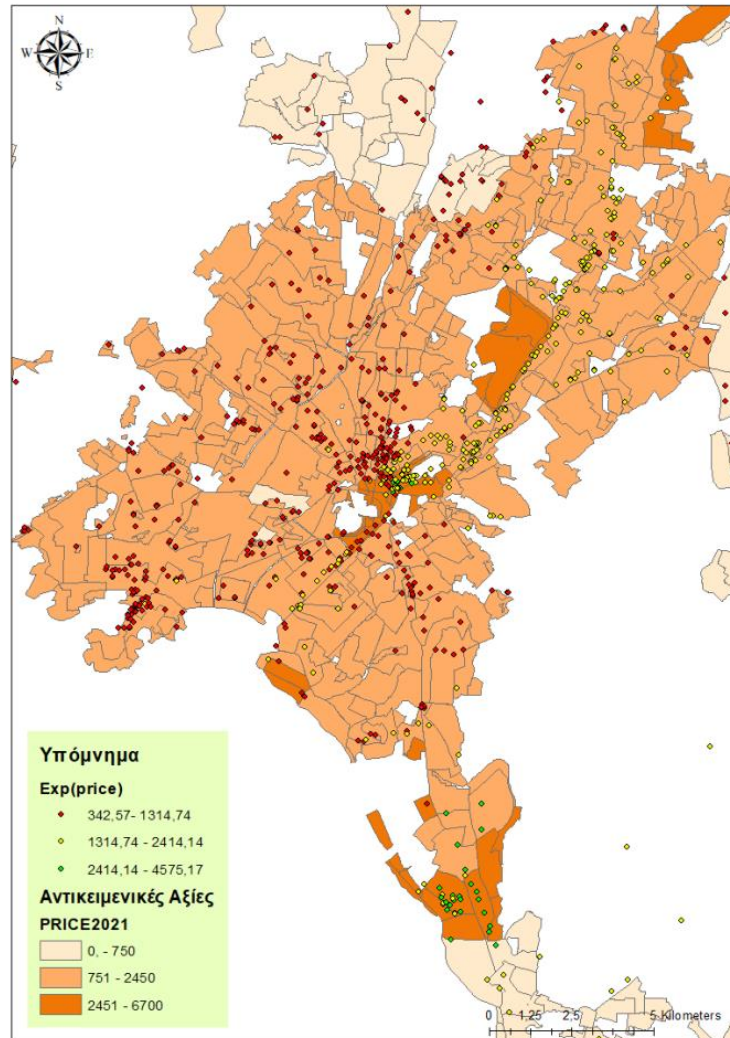 N
W E
S
Υπόμνημα
Exp(price)
342,57- 1314,74
1314,74 - 2414,14
2414,14 - 4575,17
Αντικειμενικές Αξίες
PRICE2021
0, - 750
751 - 2450
2451 - 6700
0 1,25 2,5 5 Kilometers